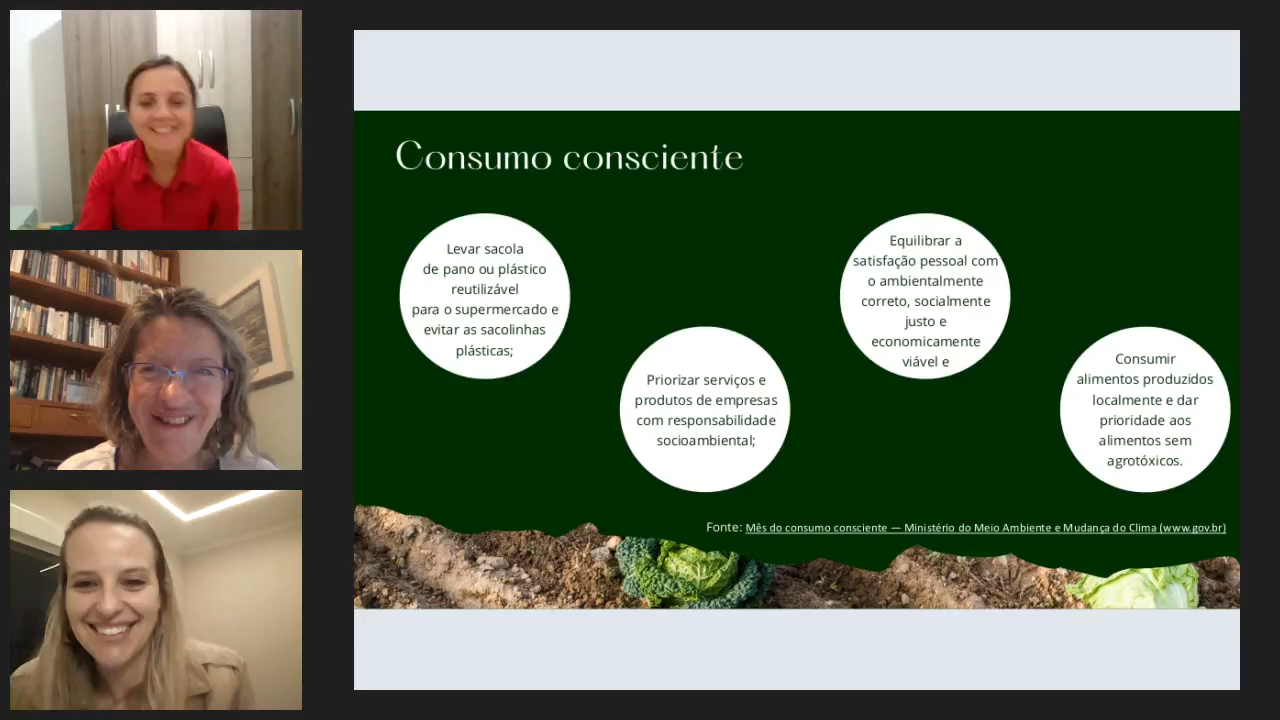 Consumo consciente
Levar sacola
de pano ou plástico
reutilizável
para o supermercado e
evitar as sacolinhas
plásticas;
Priorizar serviços e
produtos de empresas
com responsabilidade
socioambiental;
Equilibrar a
satisfação pessoal com
o ambientalmente
correto, socialmente
justo e
economicamente
viável e
Consumir
alimentos produzidos
localmente e dar
prioridade aos
alimentos sem
agrotóxicos.
Fonte: Mês do consumo consciente — Ministério do Meio Ambiente e Mudança do Clima (www.gov.br)